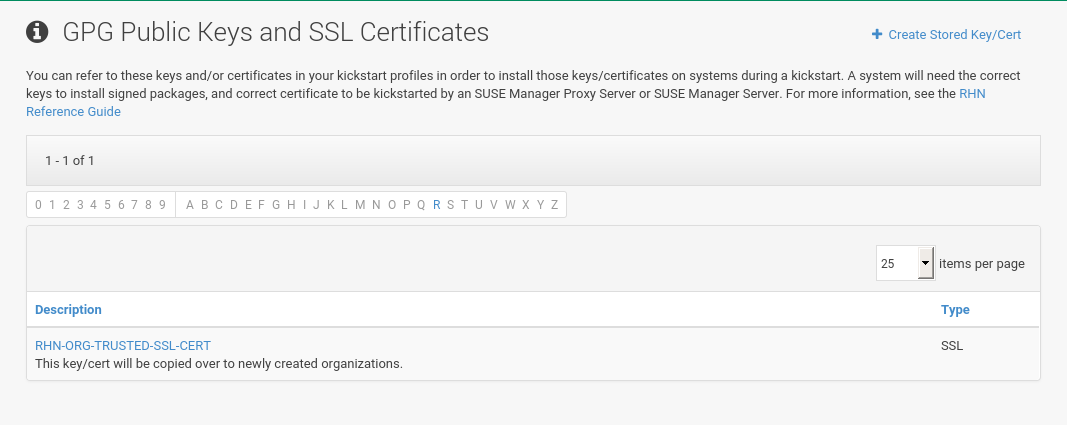 GPG Public Keys and SSL Certificates
Create Stored Key/Cert
You can refer to these keys and/or certificates in your kickstart profiles in order to install those keys/certificates on systems during a kickstart. A system will need the correct
keys to install signed packages, and correct certificate to be kickstarted by an SUSE Manager Proxy Server or SUSE Manager Server. For more information, see the RHN
Reference Guide
1 - 1 of 1
0 1 2 3 4 5 6 7 8 9 A B C D E F G H I J K L M N O P Q R S T U V W X Y Z
25 items per page
Description Type
RHN-ORG-TRUSTED-SSL-CERT SSL
This key/cert will be copied over to newly created organizations.